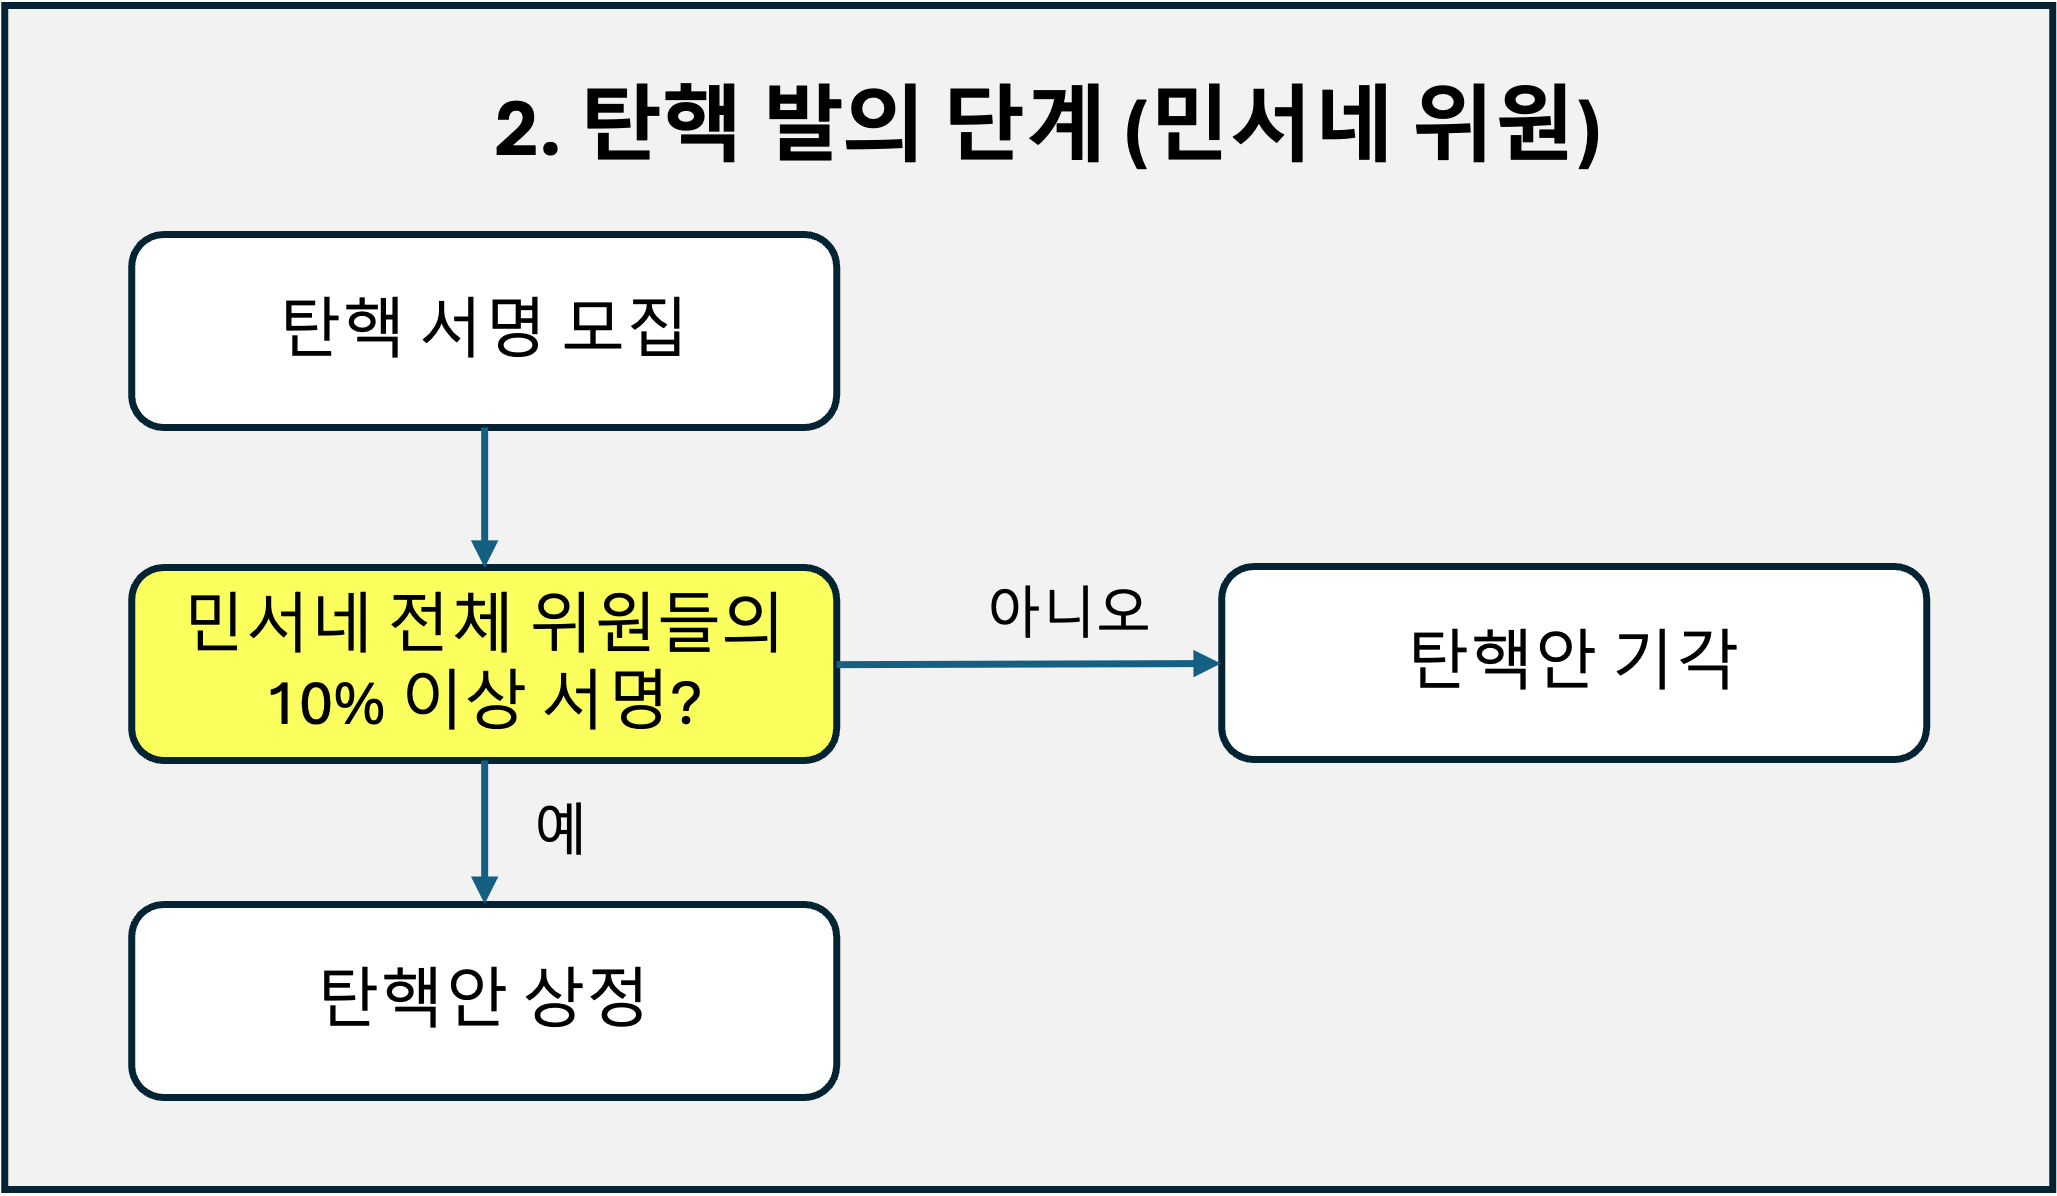 2. 탄핵 발의 단계 (민서네 위원)
탄핵 서명 모집
민서네 전체 위원들의
10% 이상 서명?
아니오
탄핵안 기각
예
탄핵안 상정